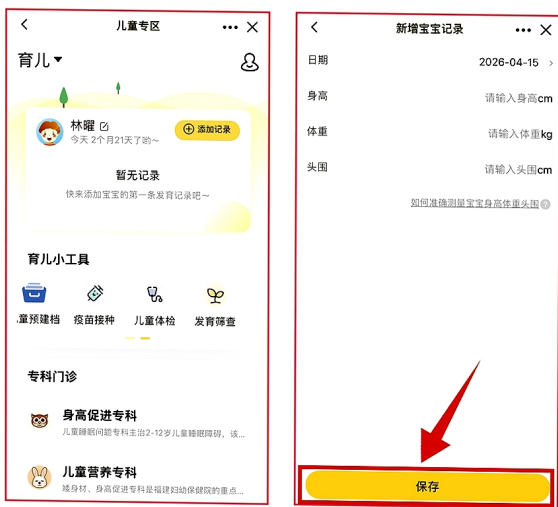 儿童专区
育儿
林曜
今天 2个月21天了哟~
添加记录
暂无记录
快来添加宝宝的第一条发育记录吧~
育儿小工具
童预建档
疫苗接种
儿童体检
发育筛查
专科门诊
身高促进专科
儿童睡眠问题专科主治2-12岁儿童睡眠障碍，该...
儿童营养专科
矮身材、身高促进专科是福建妇幼保健院的重点...
新增宝宝记录
日期 2026-04-15
身高 请输入身高cm
体重 请输入体重kg
头围 请输入头围cm
如何准确测量宝宝身高体重头围?
保存